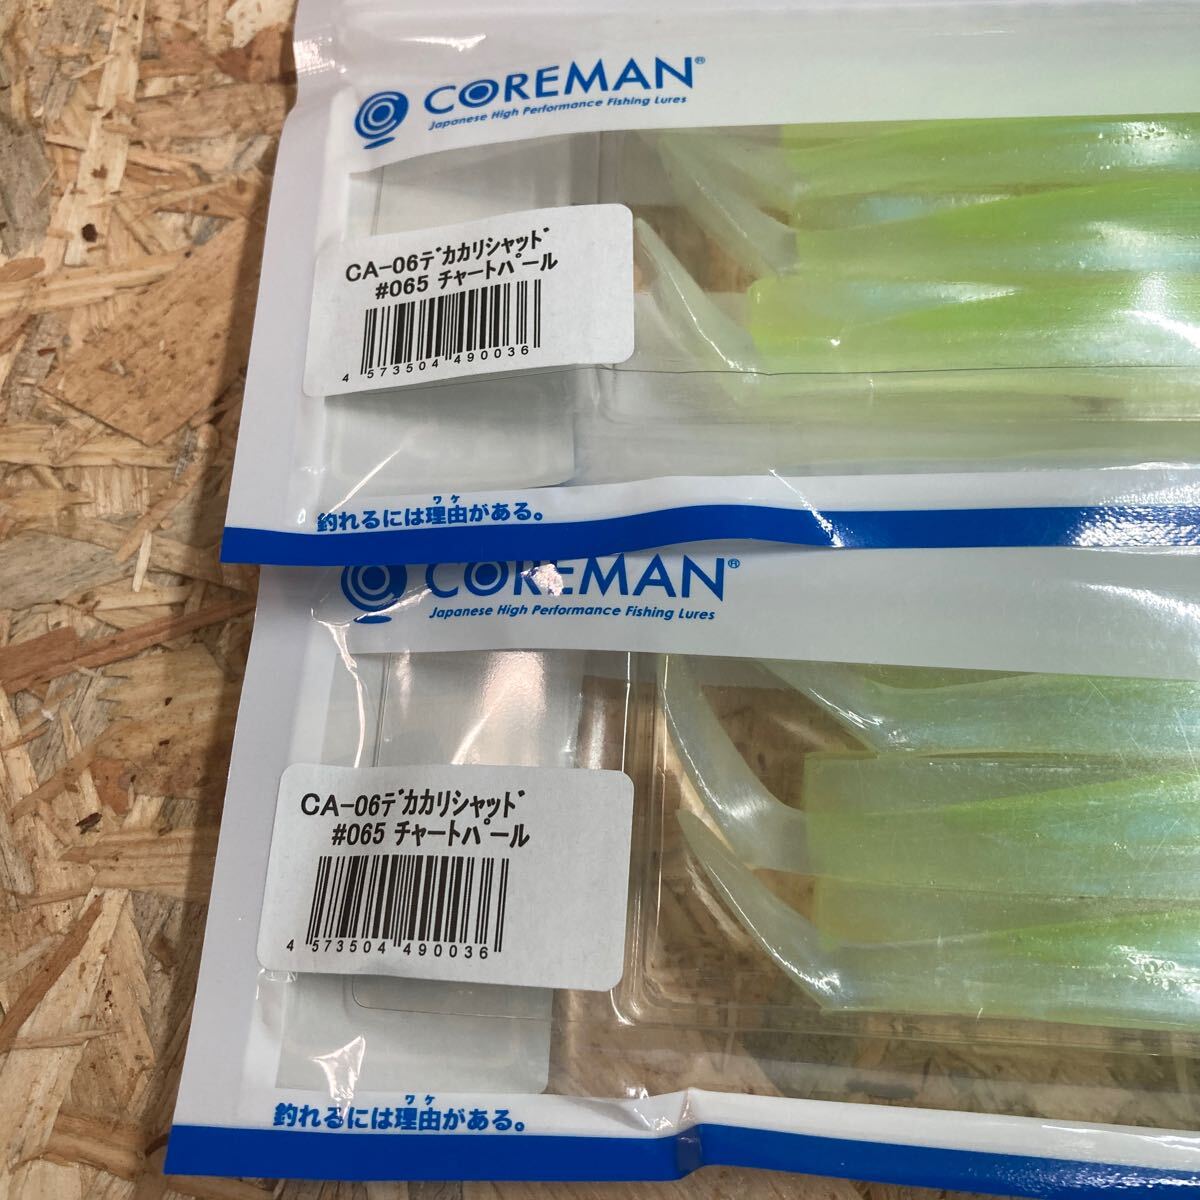 COREMAN®
Japanese High Performance Fishing Lures
CA-06ﾃﾞｶｶﾘｼｬｯﾄﾞ
#065 ﾁｬｰﾄﾊﾟｰﾙ
4 573504 490036
ワケ
釣れるには理由がある。
COREMAN®
Japanese High Performance Fishing Lures
CA-06ﾃﾞｶｶﾘｼｬｯﾄﾞ
#065 ﾁｬｰﾄﾊﾟｰﾙ
4 573504 490036
ワケ
釣れるには理由がある。